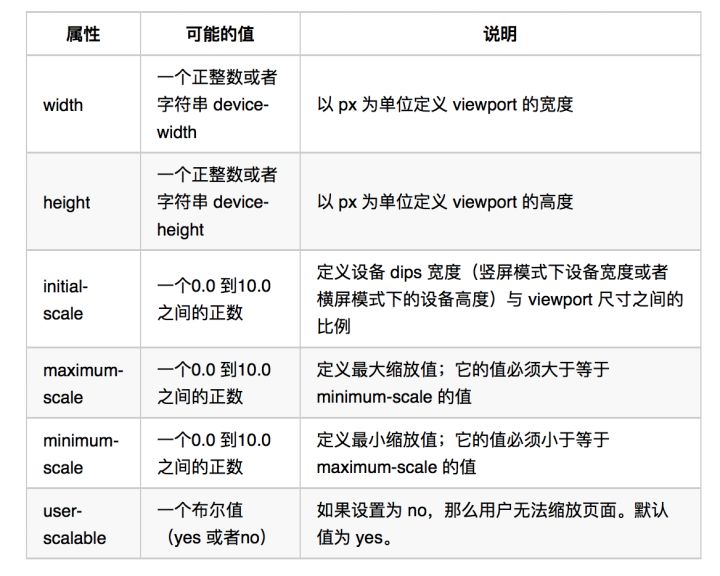 属性
可能的值
说明
width
一个正整数或者
字符串 device-
width
以 px 为单位定义 viewport 的宽度
height
一个正整数或者
字符串 device-
height
以 px 为单位定义 viewport 的高度
initial-
scale
一个0.0 到10.0
之间的正数
定义设备 dips 宽度（竖屏模式下设备宽度或者
横屏模式下的设备高度）与 viewport 尺寸之间的
比例
maximum-
scale
一个0.0 到10.0
之间的正数
定义最大缩放值；它的值必须大于等于
minimum-scale 的值
minimum-
scale
一个0.0 到10.0
之间的正数
定义最小缩放值；它的值必须小于等于
maximum-scale 的值
user-
scalable
一个布尔值
（yes 或者no）
如果设置为 no，那么用户无法缩放页面。默认
值为 yes。